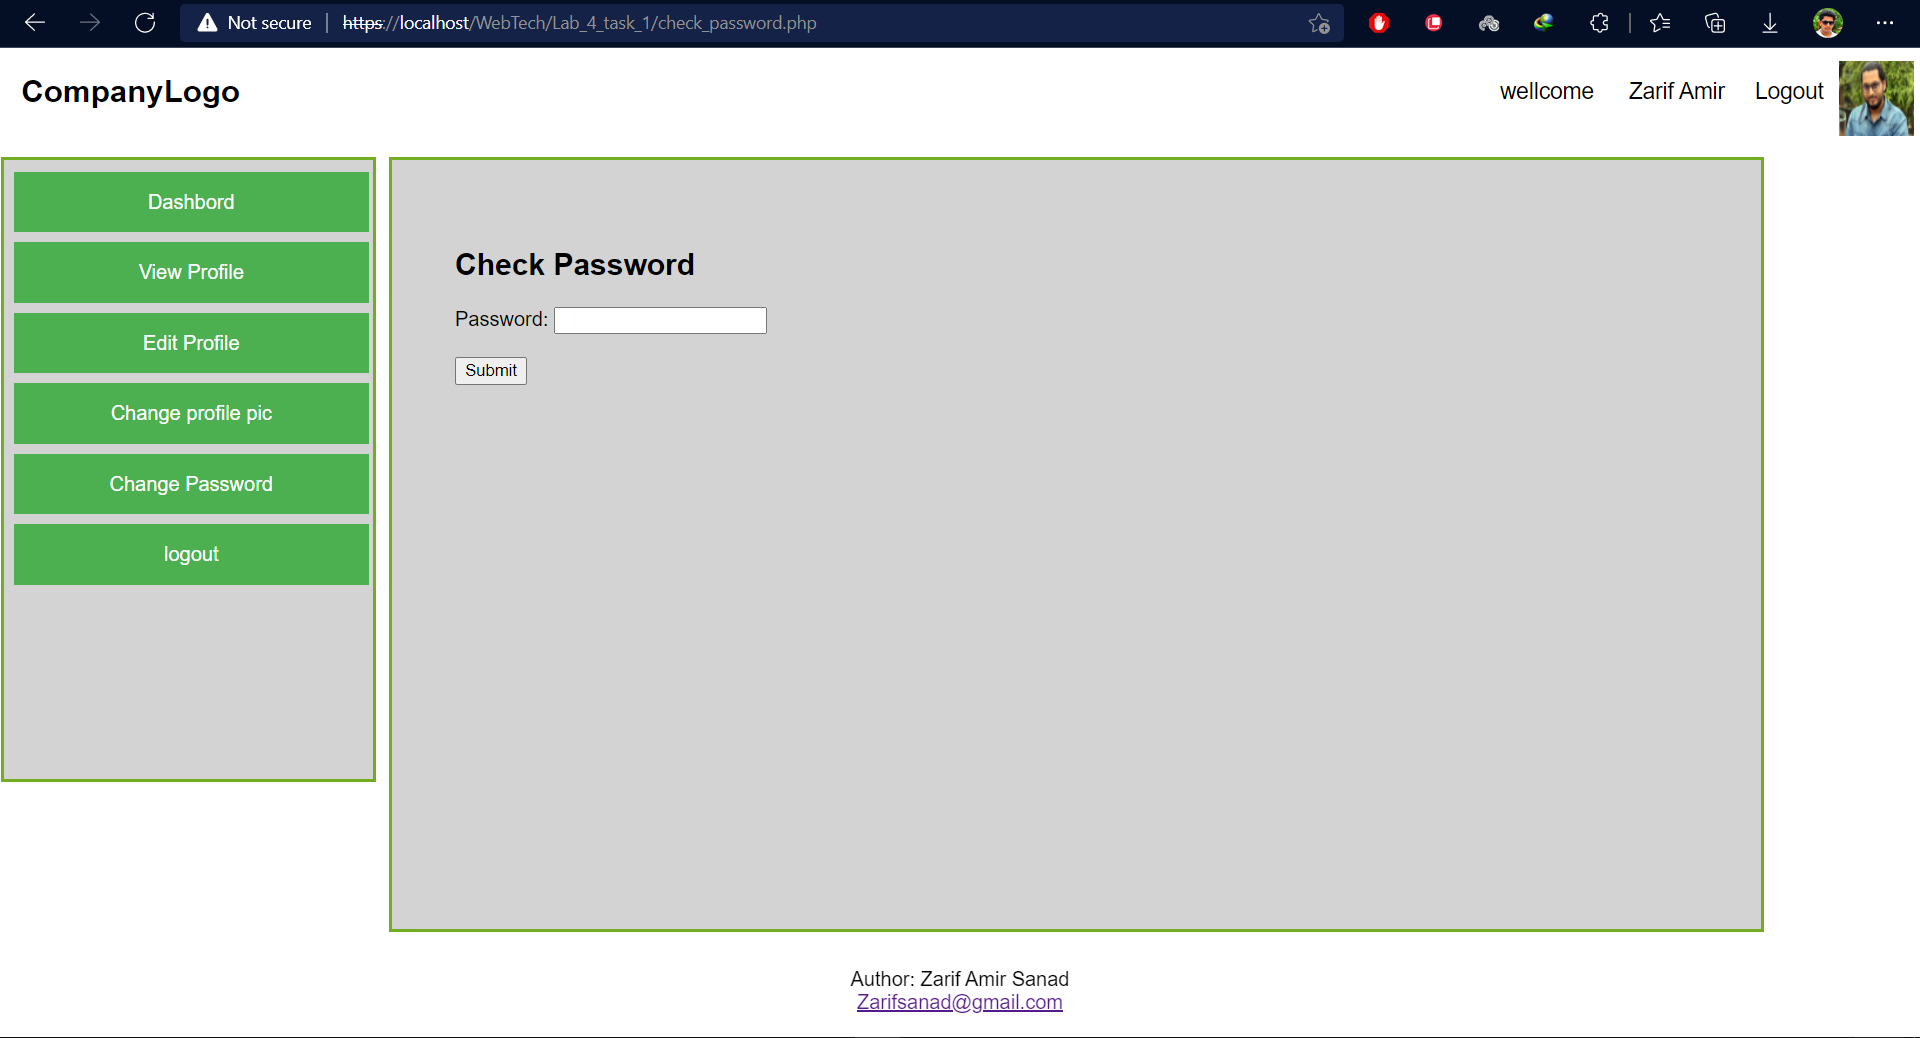 Not secure | https://localhost/WebTech/Lab_4_task_1/check_password.php
CompanyLogo
wellcome Zarif Amir Logout
Dashbord
View Profile
Edit Profile
Change profile pic
Change Password
logout
Check Password
Password:
Submit
Author: Zarif Amir Sanad
Zarifsanad@gmail.com